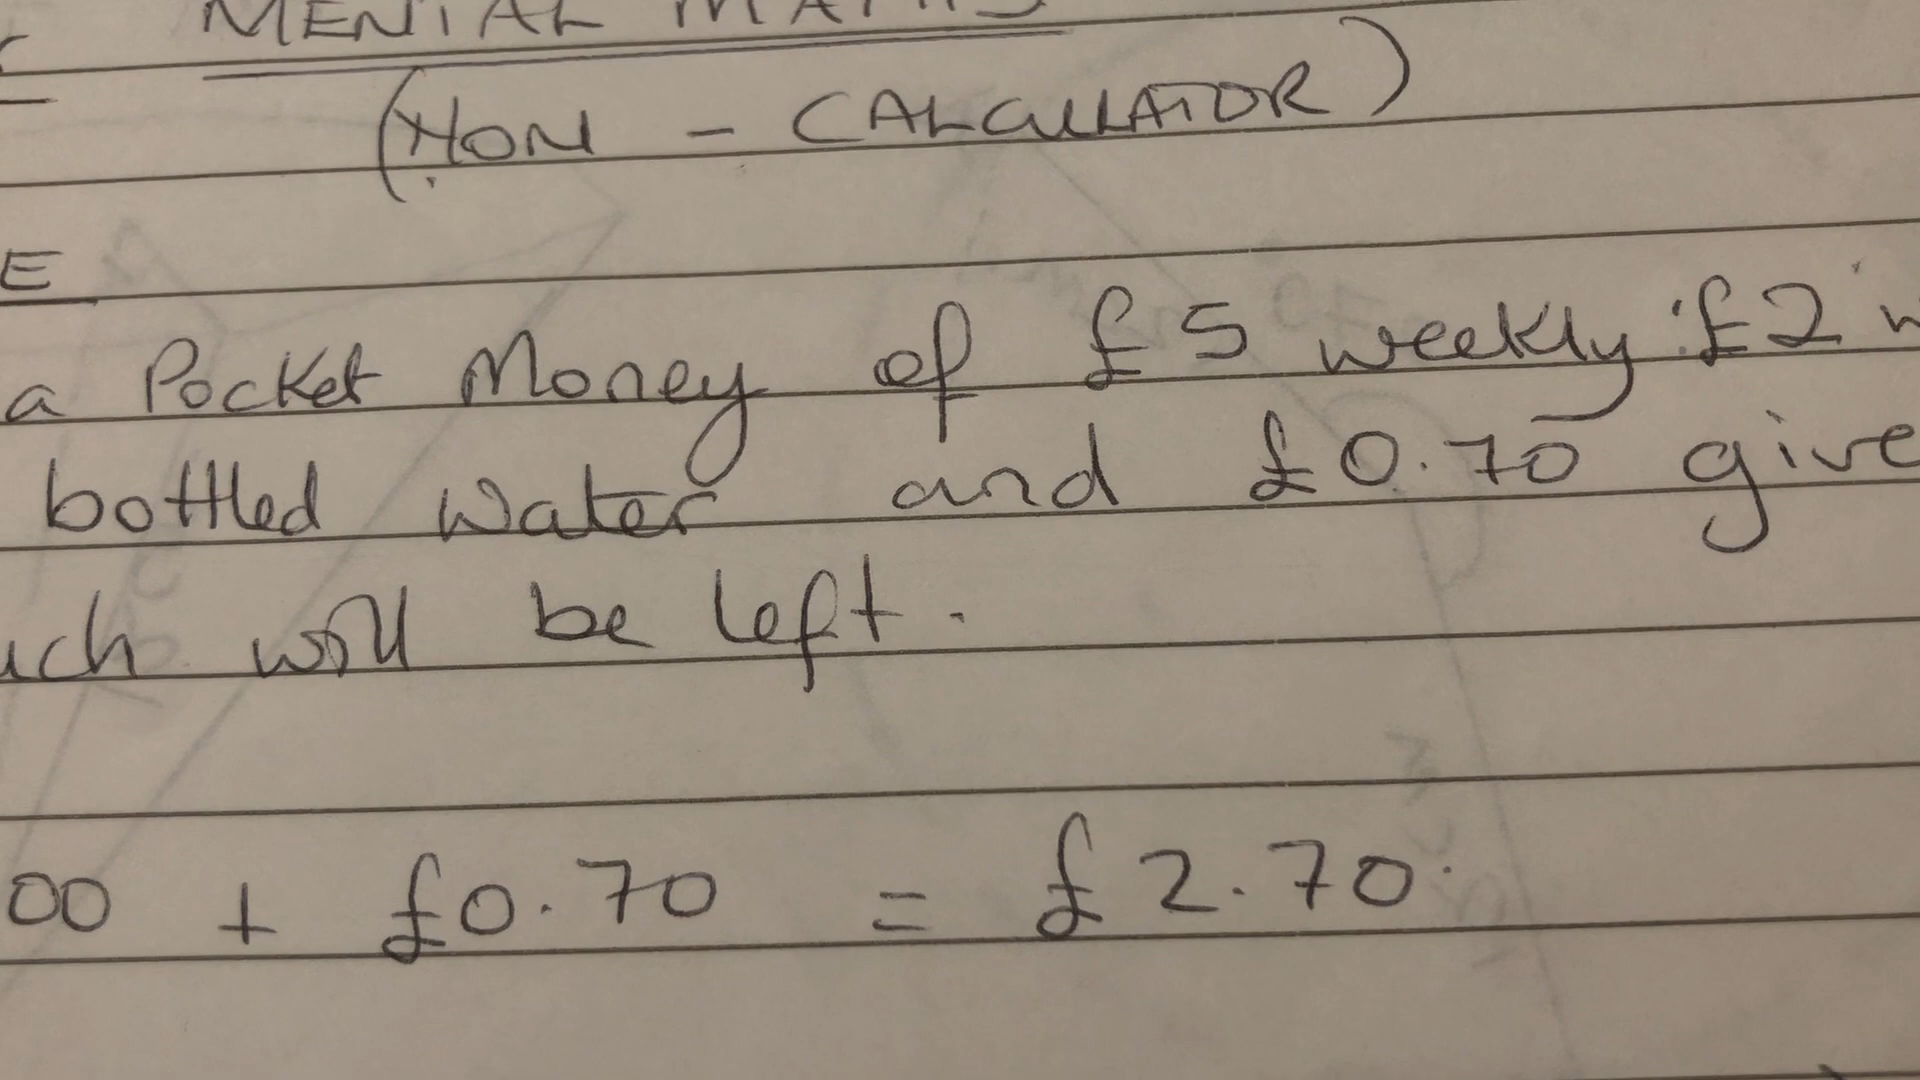 MENTAL MATHS
(NON - CALCULATOR)
E
a Pocket Money of £5 weekly. £2
bottled water and £0.70 give
uch will be left.
00 + £0.70 = £2.70.